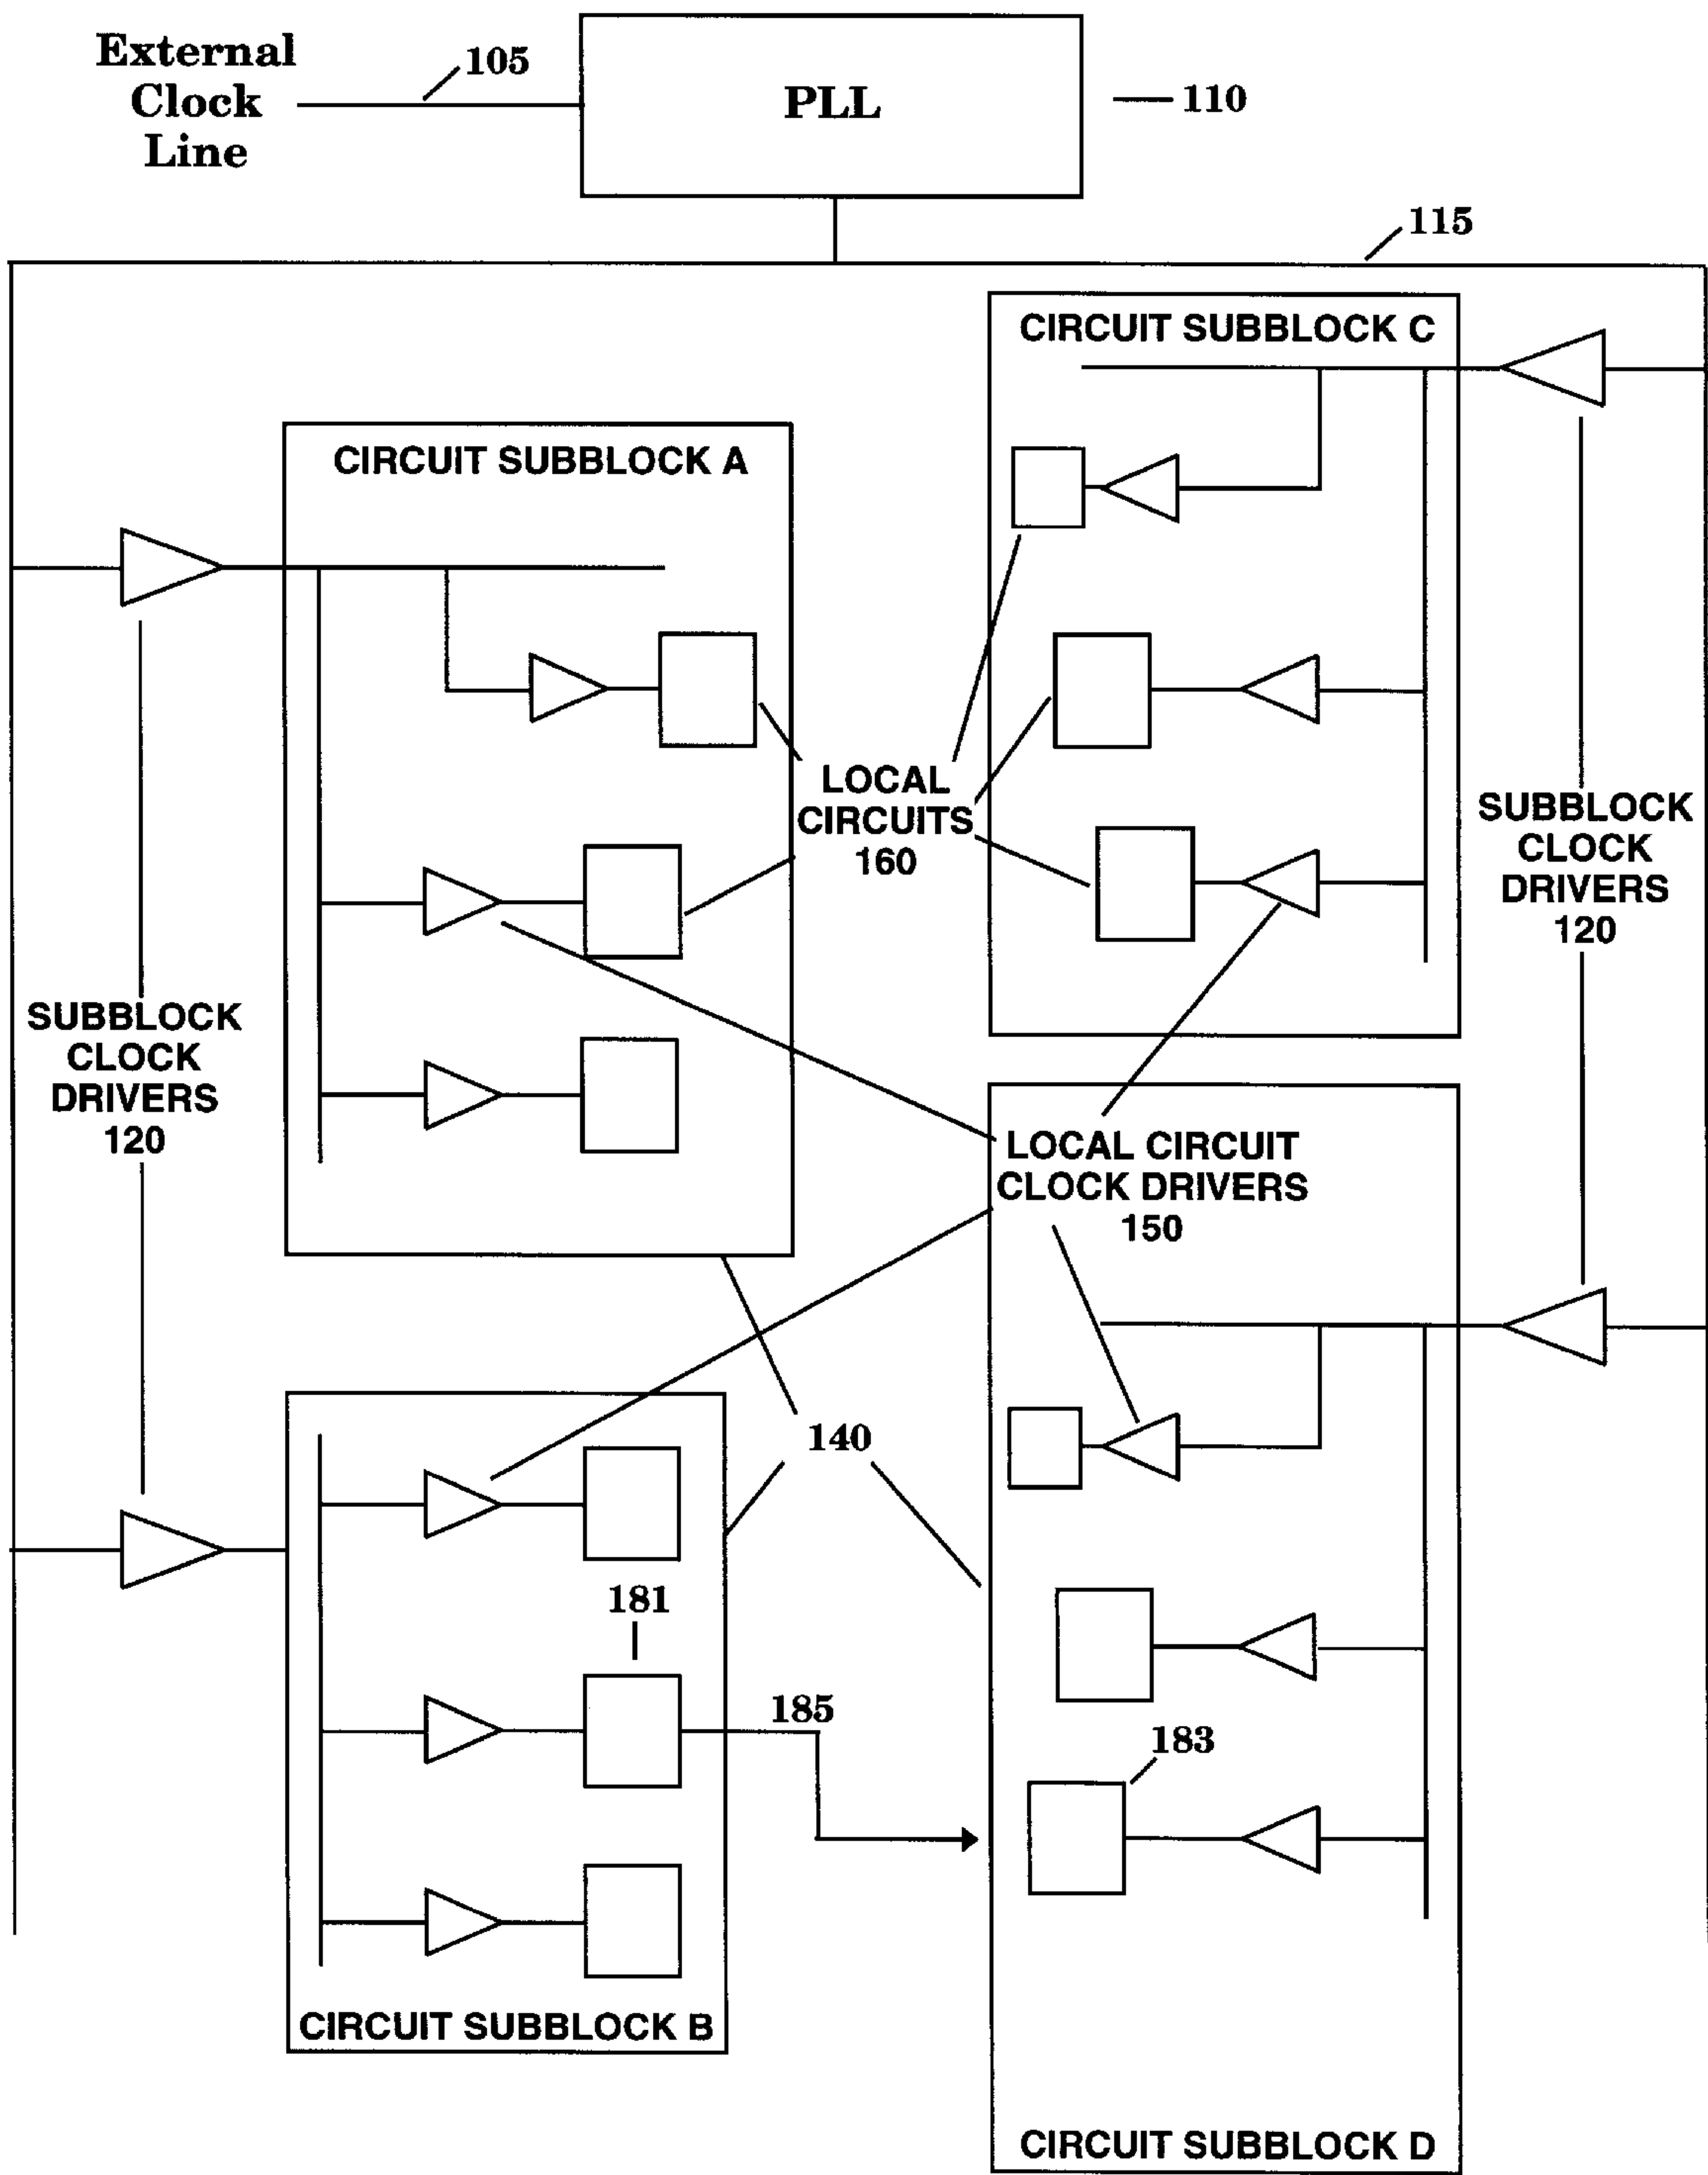 External
Clock
Line
105
PLL
110
115
CIRCUIT SUBBLOCK C
CIRCUIT SUBBLOCK A
LOCAL
CIRCUITS
160
SUBBLOCK
CLOCK
DRIVERS
120
SUBBLOCK
CLOCK
DRIVERS
120
LOCAL CIRCUIT
CLOCK DRIVERS
150
140
181
185
183
CIRCUIT SUBBLOCK B
CIRCUIT SUBBLOCK D